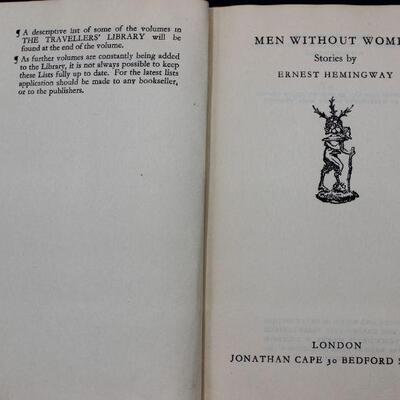 ¶ A descriptive list of some of the volumes in
THE TRAVELLERS' LIBRARY will be
found at the end of the volume.
¶ As further volumes are constantly being added
to the Library, it is not always possible to keep
these Lists fully up to date. For the latest lists
application should be made to any bookseller,
or to the publishers.
MEN WITHOUT WOME
Stories by
ERNEST HEMINGWAY
LONDON
JONATHAN CAPE 30 BEDFORD S